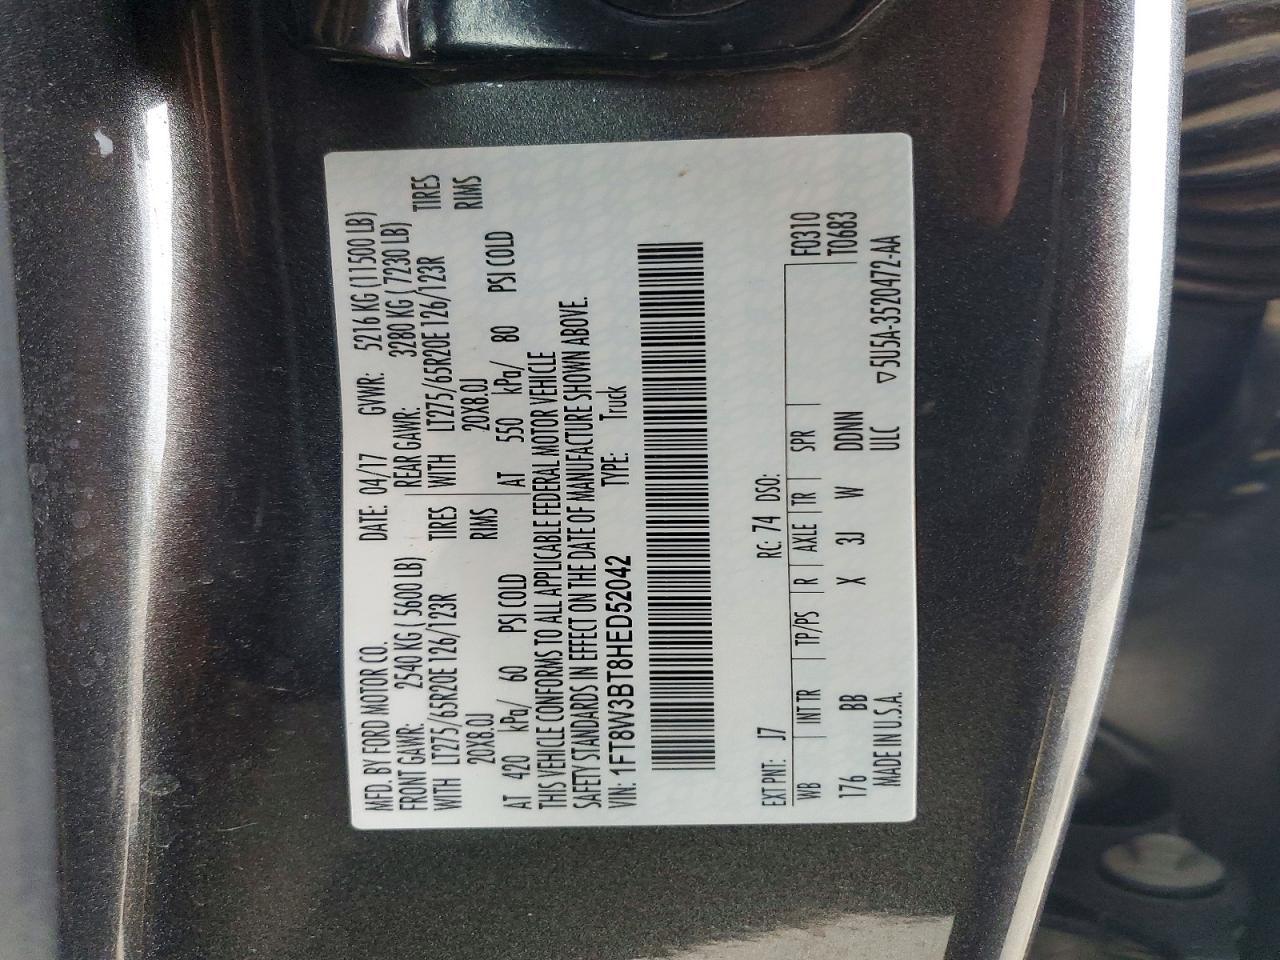 MFD. BY FORD MOTOR CO.
DATE: 04/17 GVWR: 5216 KG (11500 LB)
FRONT GAWR: 2540 KG ( 5600 LB) REAR GAWR: 3280 KG ( 7230 LB)
WITH LT275/65R20E 126/123R TIRES WITH LT275/65R20E 126/123R TIRES
20X8.0J RIMS 20X8.0J RIMS
AT 420 kPa/ 60 PSI COLD AT 550 kPa/ 80 PSI COLD
THIS VEHICLE CONFORMS TO ALL APPLICABLE FEDERAL MOTOR VEHICLE
SAFETY STANDARDS IN EFFECT ON THE DATE OF MANUFACTURE SHOWN ABOVE.
VIN: 1FT8W3BT8HED52042 TYPE: Truck
EXT PNT: J7 RC: 74 DSO:
WB INT TR TP/PS R AXLE TR SPR F0310
176 BB X 3J W DDNN T0683
MADE IN U.S.A. ULC ▽5U5A-3520472-AA